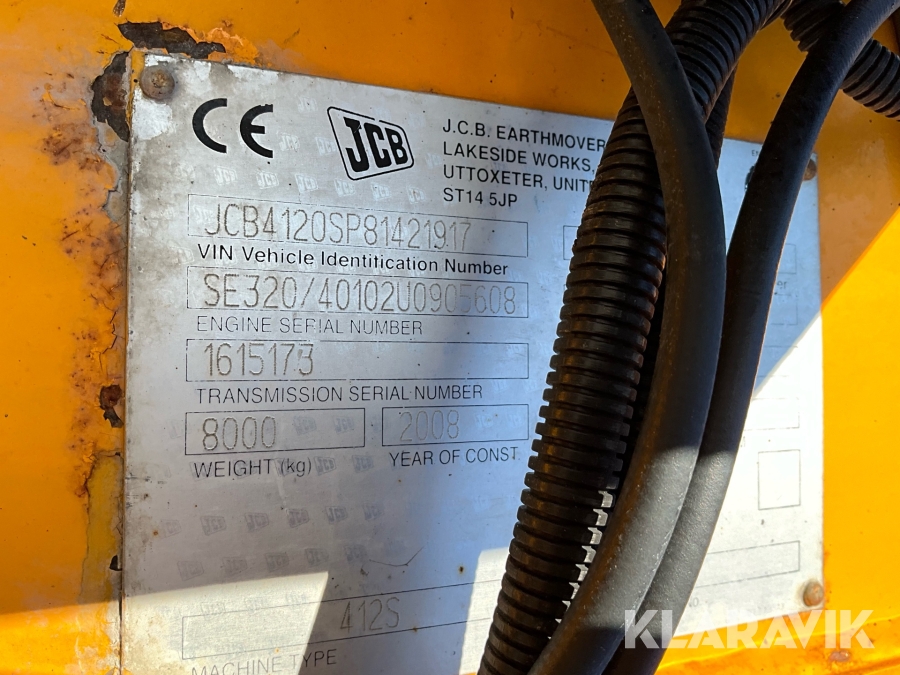 CE
JCB
J.C.B. EARTHMOVER
LAKESIDE WORKS,
UTTOXETER,
ST14 5JP
JCB4120SP81421917
VIN Vehicle Identification Number
SE320/40102U0905608
ENGINE SERIAL NUMBER
1615173
TRANSMISSION SERIAL NUMBER
8000
2008
WEIGHT (kg)
YEAR OF CONST
412S
MACHINE TYPE
KLARAVIK